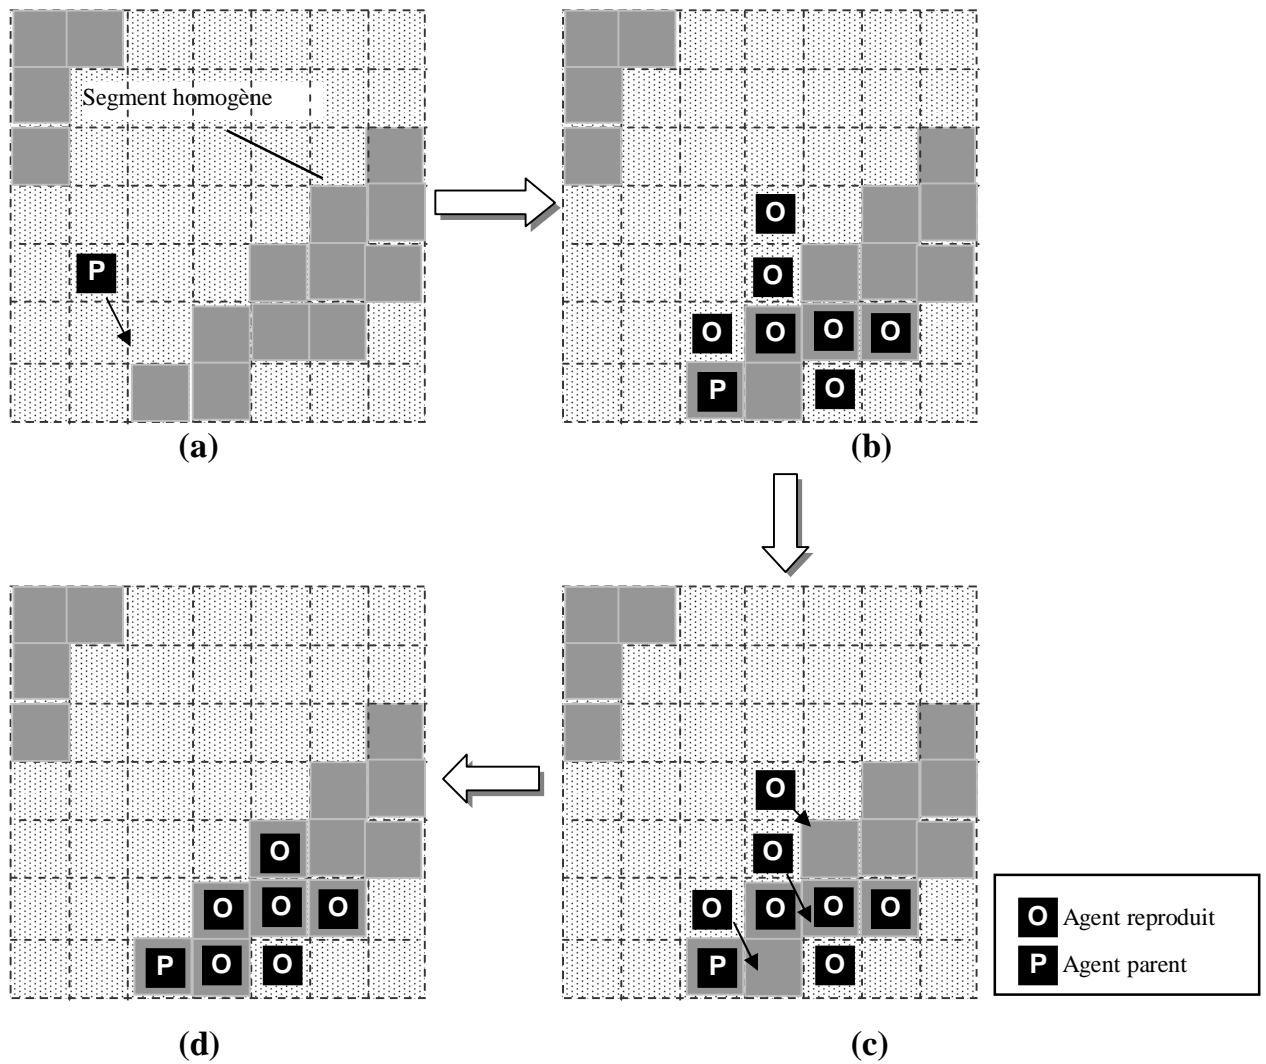 Segment homogène
P
(a)
O
O
O O O O
P O
(b)
O
O
O O O
P O O
(d)
O
O
O O O O
P O
(c)
O Agent reproduit
P Agent parent